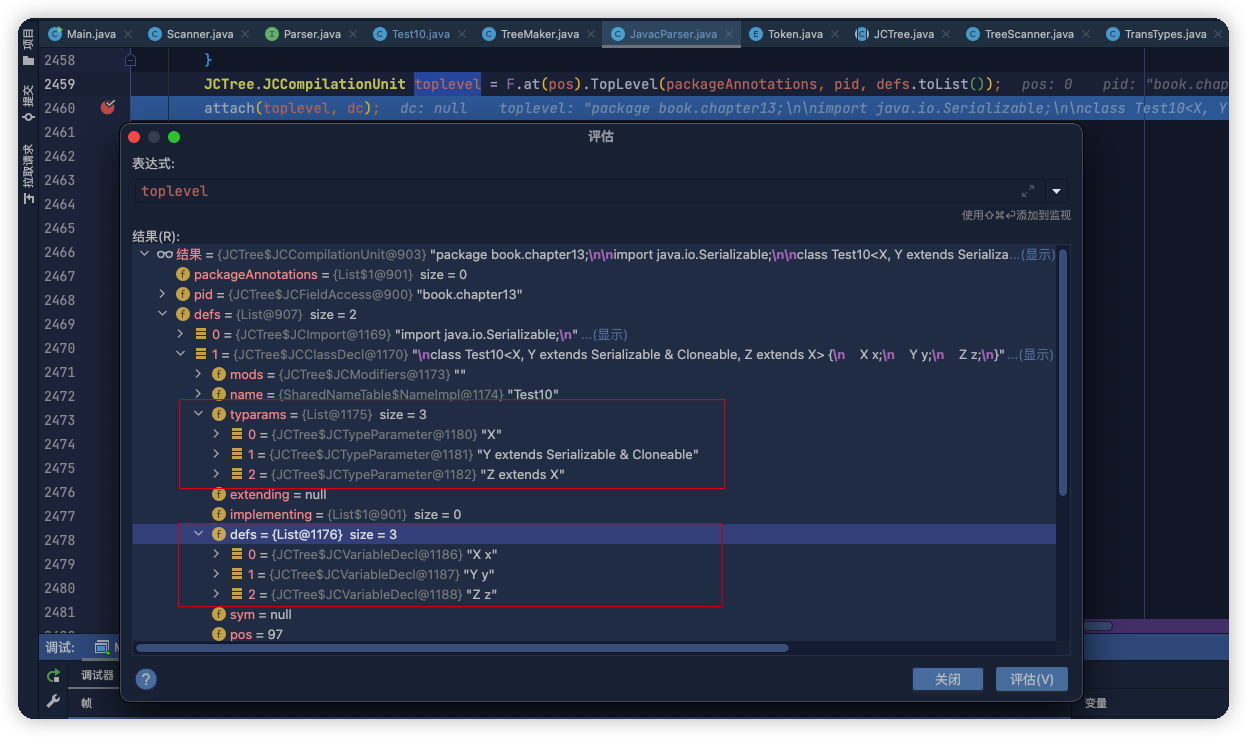 项目
提交
拉取请求
Main.java
Scanner.java
Parser.java
Test10.java
TreeMaker.java
JavacParser.java
Token.java
JCTree.java
TreeScanner.java
TransTypes.java
2458 }
2459 JCTree.JCCompilationUnit toplevel = F.at(pos).TopLevel(packageAnnotations, pid, defs.toList()); pos: 0 pid: "book.chap
2460 attach(toplevel, dc); dc: null toplevel: "package book.chapter13;\n\nimport java.io.Serializable;\n\nclass Test10<X, Y
2461
2462
2463
2464
2465
2466
2467
2468
2469
2470
2471
2472
2473
2474
2475
2476
2477
2478
2479
2480
2481
评估
表达式:
toplevel
使用⇧⌘⏎添加到监视
结果(R):
结果 = {JCTree$JCCompilationUnit@903} "package book.chapter13;\n\nimport java.io.Serializable;\n\nclass Test10<X, Y extends Serializa...(显示)
packageAnnotations = {List$1@901} size = 0
pid = {JCTree$JCFieldAccess@900} "book.chapter13"
defs = {List@907} size = 2
0 = {JCTree$JCImport@1169} "import java.io.Serializable;\n" ...(显示)
1 = {JCTree$JCClassDecl@1170} "\nclass Test10<X, Y extends Serializable & Cloneable, Z extends X> {\n    X x;\n    Y y;\n    Z z;\n}" ...(显示)
mods = {JCTree$JCModifiers@1173} ""
name = {SharedNameTable$NameImpl@1174} "Test10"
typarams = {List@1175} size = 3
0 = {JCTree$JCTypeParameter@1180} "X"
1 = {JCTree$JCTypeParameter@1181} "Y extends Serializable & Cloneable"
2 = {JCTree$JCTypeParameter@1182} "Z extends X"
extending = null
implementing = {List$1@901} size = 0
defs = {List@1176} size = 3
0 = {JCTree$JCVariableDecl@1186} "X x"
1 = {JCTree$JCVariableDecl@1187} "Y y"
2 = {JCTree$JCVariableDecl@1188} "Z z"
sym = null
pos = 97
?
关闭
评估(V)
调试:
调试器
帧
变量